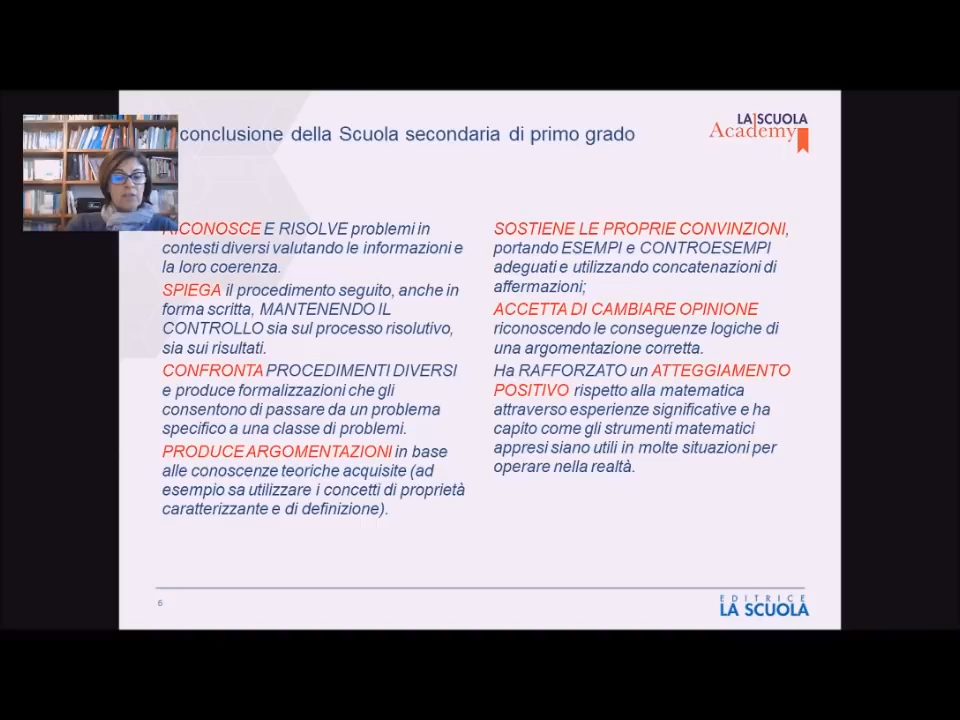 conclusione della Scuola secondaria di primo grado
LA SCUOLA
Academy
RICONOSCE E RISOLVE problemi in
contesti diversi valutando le informazioni e
la loro coerenza.
SPIEGA il procedimento seguito, anche in
forma scritta, MANTENENDO IL
CONTROLLO sia sul processo risolutivo,
sia sui risultati.
CONFRONTA PROCEDIMENTI DIVERSI
e produce formalizzazioni che gli
consentono di passare da un problema
specifico a una classe di problemi.
PRODUCE ARGOMENTAZIONI in base
alle conoscenze teoriche acquisite (ad
esempio sa utilizzare i concetti di proprietà
caratterizzante e di definizione).
SOSTIENE LE PROPRIE CONVINZIONI,
portando ESEMPI e CONTROESEMPI
adeguati e utilizzando concatenazioni di
affermazioni;
ACCETTA DI CAMBIARE OPINIONE
riconoscendo le conseguenze logiche di
una argomentazione corretta.
Ha RAFFORZATO un ATTEGGIAMENTO
POSITIVO rispetto alla matematica
attraverso esperienze significative e ha
capito come gli strumenti matematici
appresi siano utili in molte situazioni per
operare nella realtà.
6
EDITRICE
LA SCUOLA